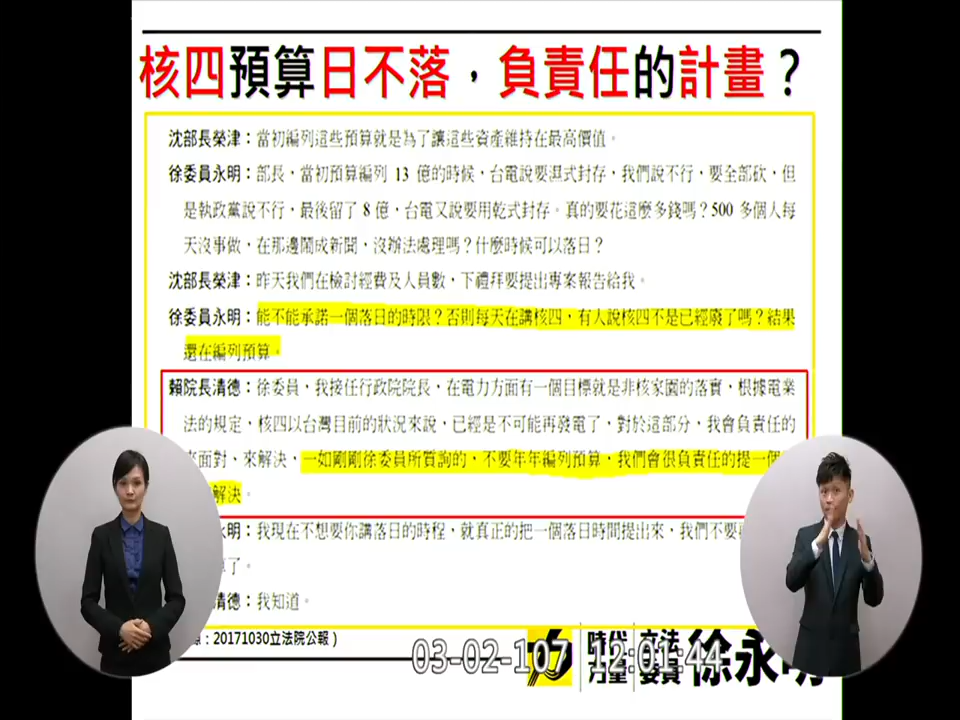 核四預算日不落，負責任的計畫？
沈部長榮津：當初編列這些預算就是為了讓這些資產維持在最高價值。
徐委員永明：部長，當初預算編列 13 億的時候，台電說要濕式封存，我們說不行，要全部砍，但
是執政黨說不行，最後留了 8 億，台電又說要用乾式封存。真的要花這麼多錢嗎？500 多個人每
天沒事做，在那邊鬧成新聞，沒辦法處理嗎？什麼時候可以落日？
沈部長榮津：昨天我們在檢討經費及人員數，下禮拜要提出專案報告給我。
徐委員永明：能不能承諾一個落日的時限？否則每天在講核四，有人說核四不是已經廢了嗎？結果
還在編列預算。
賴院長清德：徐委員，我接任行政院院長，在電力方面有一個目標就是非核家園的落實，根據電業
法的規定，核四以台灣目前的狀況來說，已經是不可能再發電了，對於這部分，我會負責任的
來面對、來解決，一如剛剛徐委員所質詢的，不要年年編列預算，我們會很負責任的提一個
解決。
永明：我現在不想要你講落日的時程，就真正的把一個落日時間提出來，我們不要
了。
清德：我知道。
：20171030立法院公報）
03-02-107 12:01:44
時代力量 立法委員 徐永明